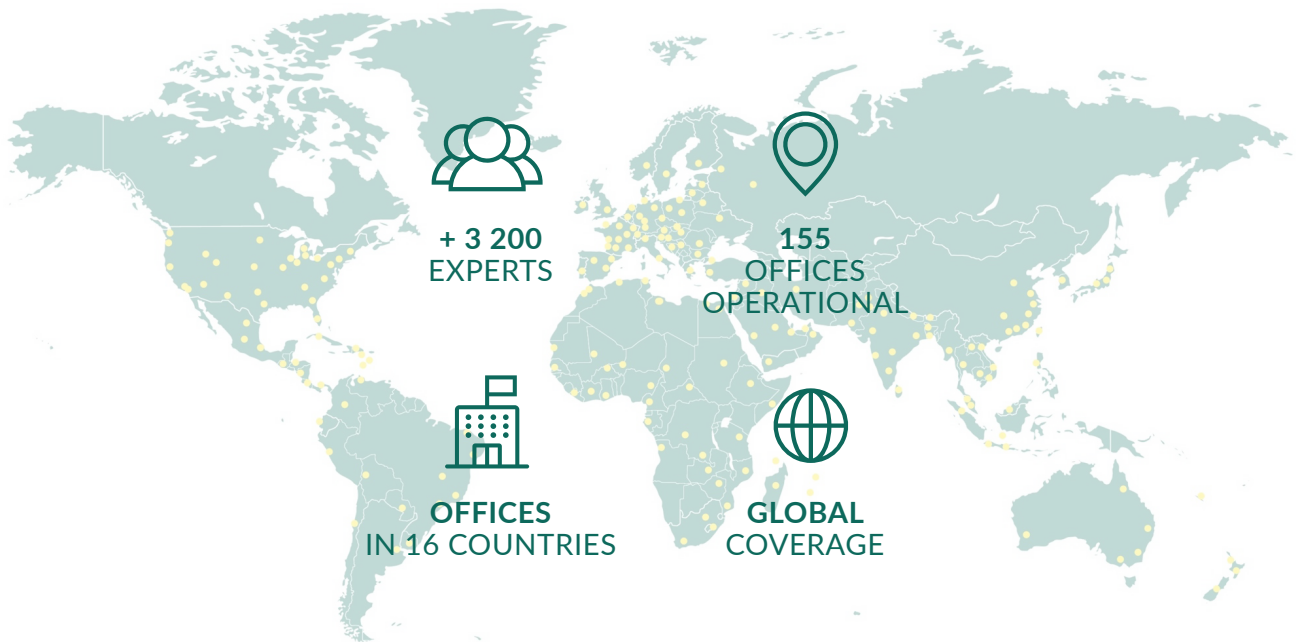 + 3 200
EXPERTS
155
OFFICES
OPERATIONAL
OFFICES
IN 16 COUNTRIES
GLOBAL
COVERAGE